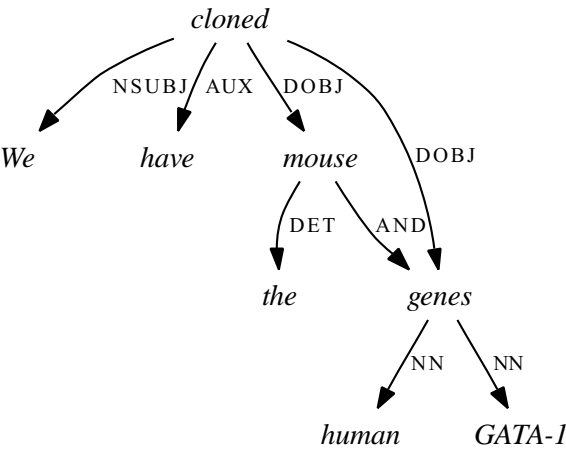 cloned
NSUBJ AUX DOBJ
We have mouse DOBJ
DET AND
the genes
NN NN
human GATA-1